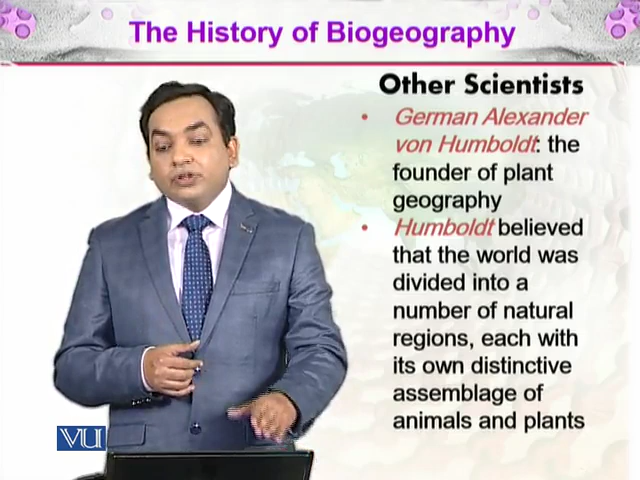 The History of Biogeography
Other Scientists
• German Alexander
von Humboldt: the
founder of plant
geography
• Humboldt believed
that the world was
divided into a
number of natural
regions, each with
its own distinctive
assemblage of
animals and plants
VU